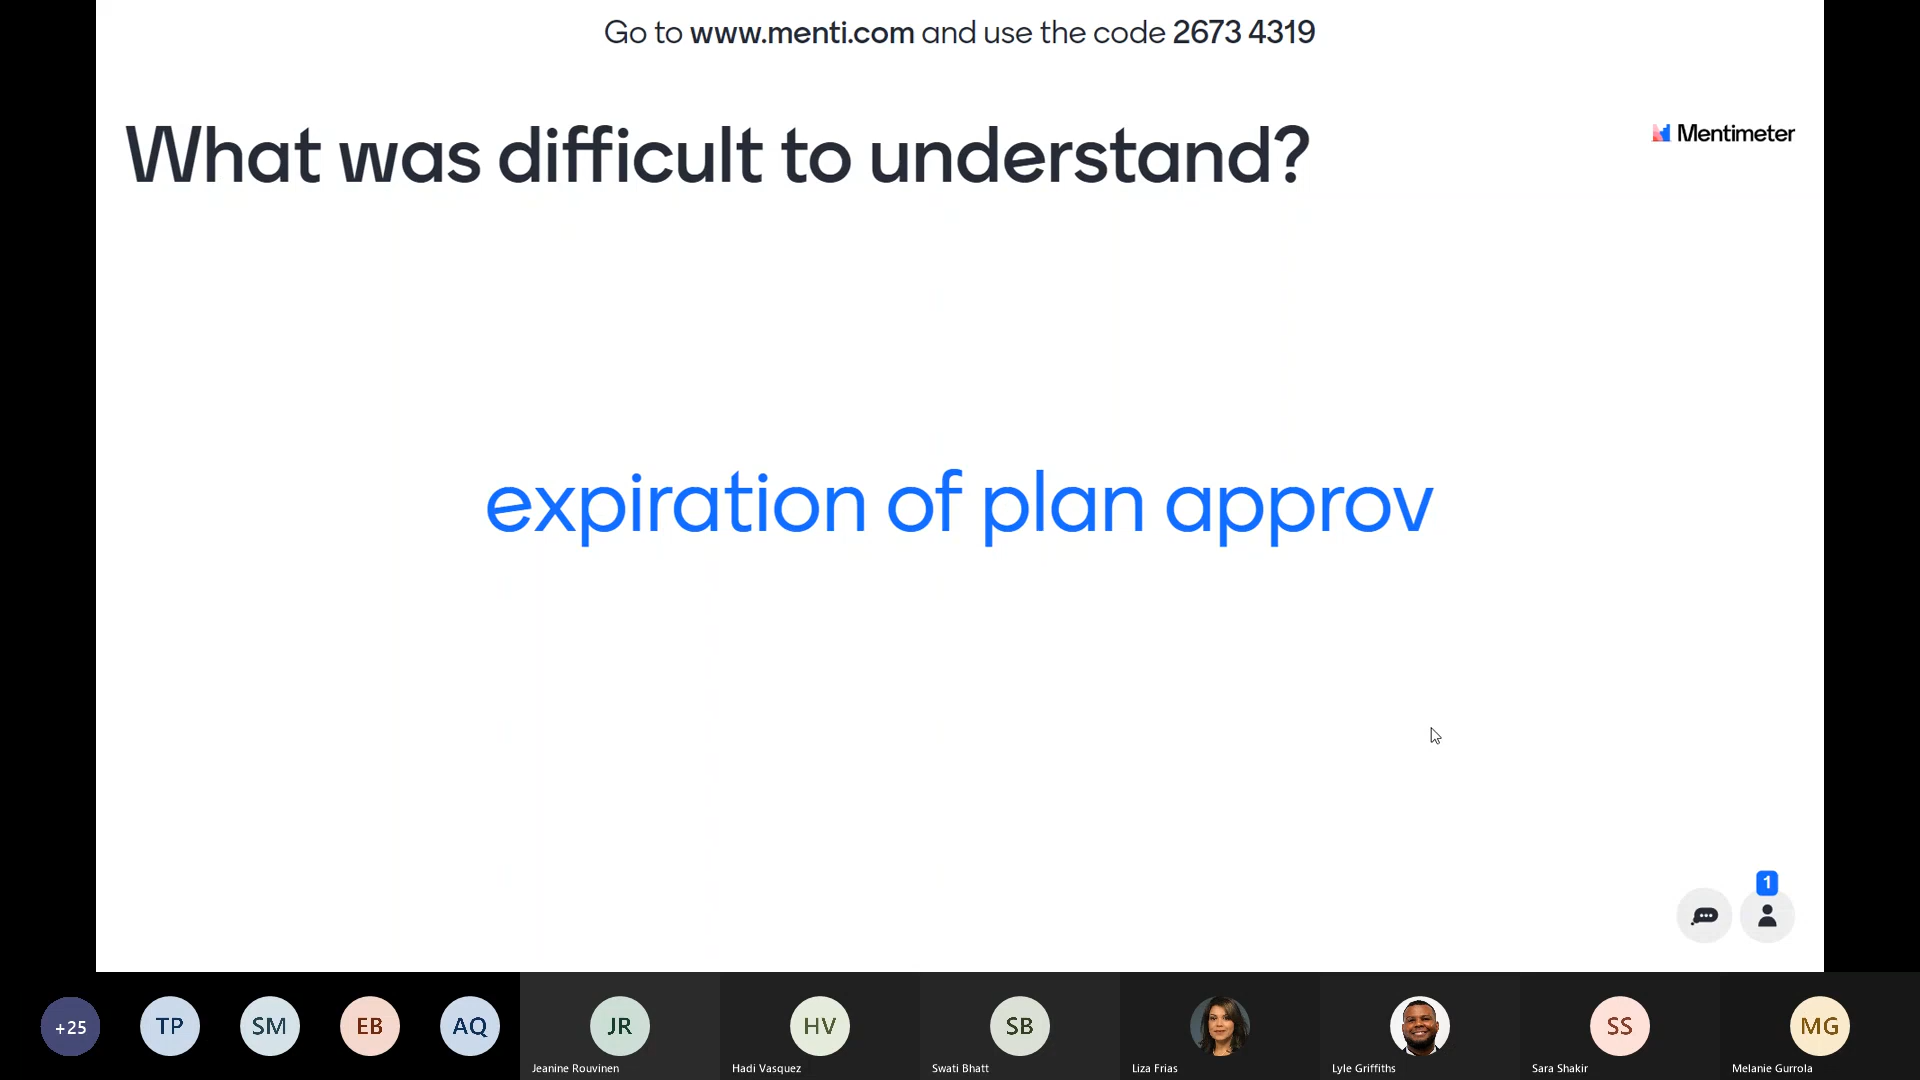 Go to www.menti.com and use the code 2673 4319
What was difficult to understand?
Mentimeter
expiration of plan approv
1
+25
TP
SM
EB
AQ
JR
HV
SB
SS
MG
Jeanine Rouvinen
Hadi Vasquez
Swati Bhatt
Liza Frias
Lyle Griffiths
Sara Shakir
Melanie Gurrola